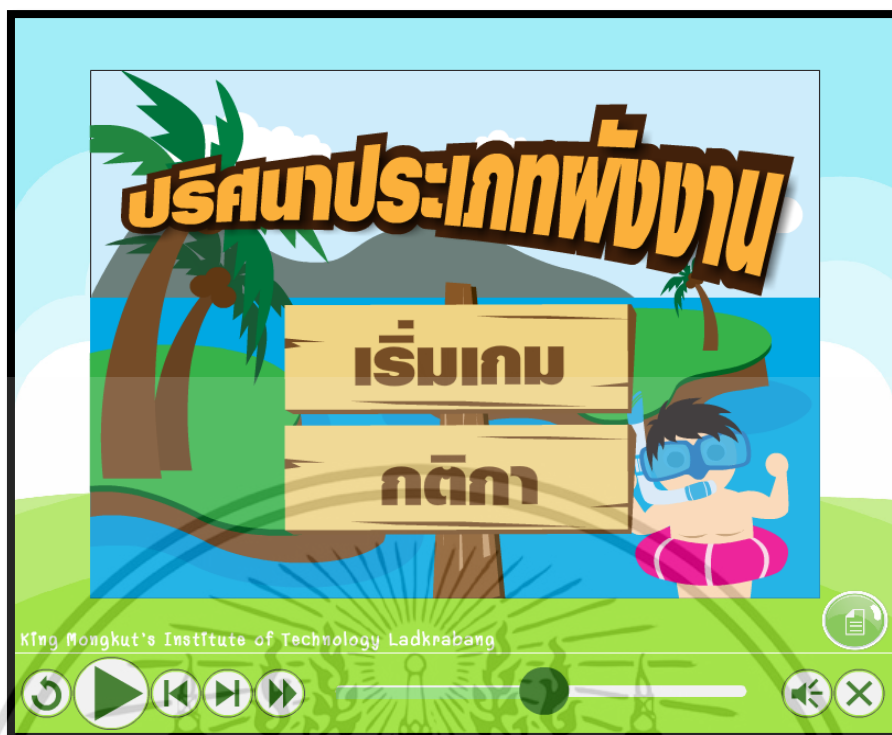 ปริศนาประเภทผังงาน
เริ่มเกม
กติกา
King Mongkut's Institute of Technology Ladkrabang